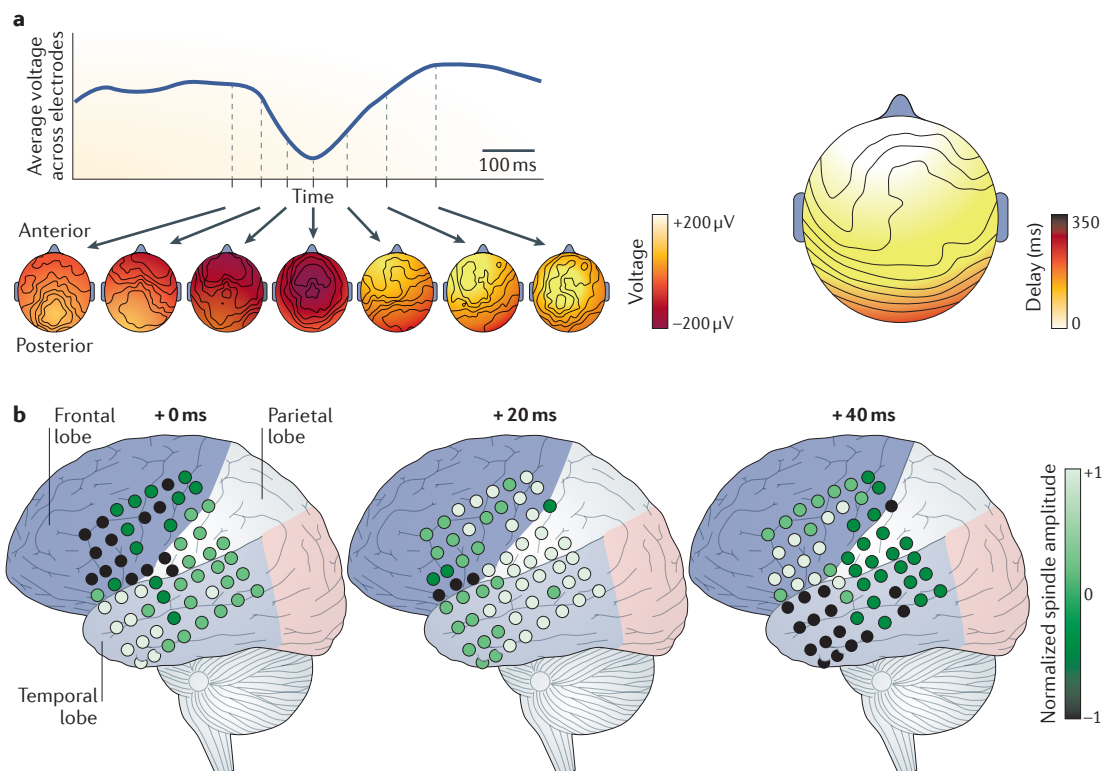 a
Average voltage
across electrodes
100 ms
Time
Anterior
Posterior
Voltage
+200 µV
–200 µV
Delay (ms)
350
0
b
Frontal
lobe
+ 0 ms
Parietal
lobe
+ 20 ms
+ 40 ms
Temporal
lobe
Normalized spindle amplitude
+1
0
–1